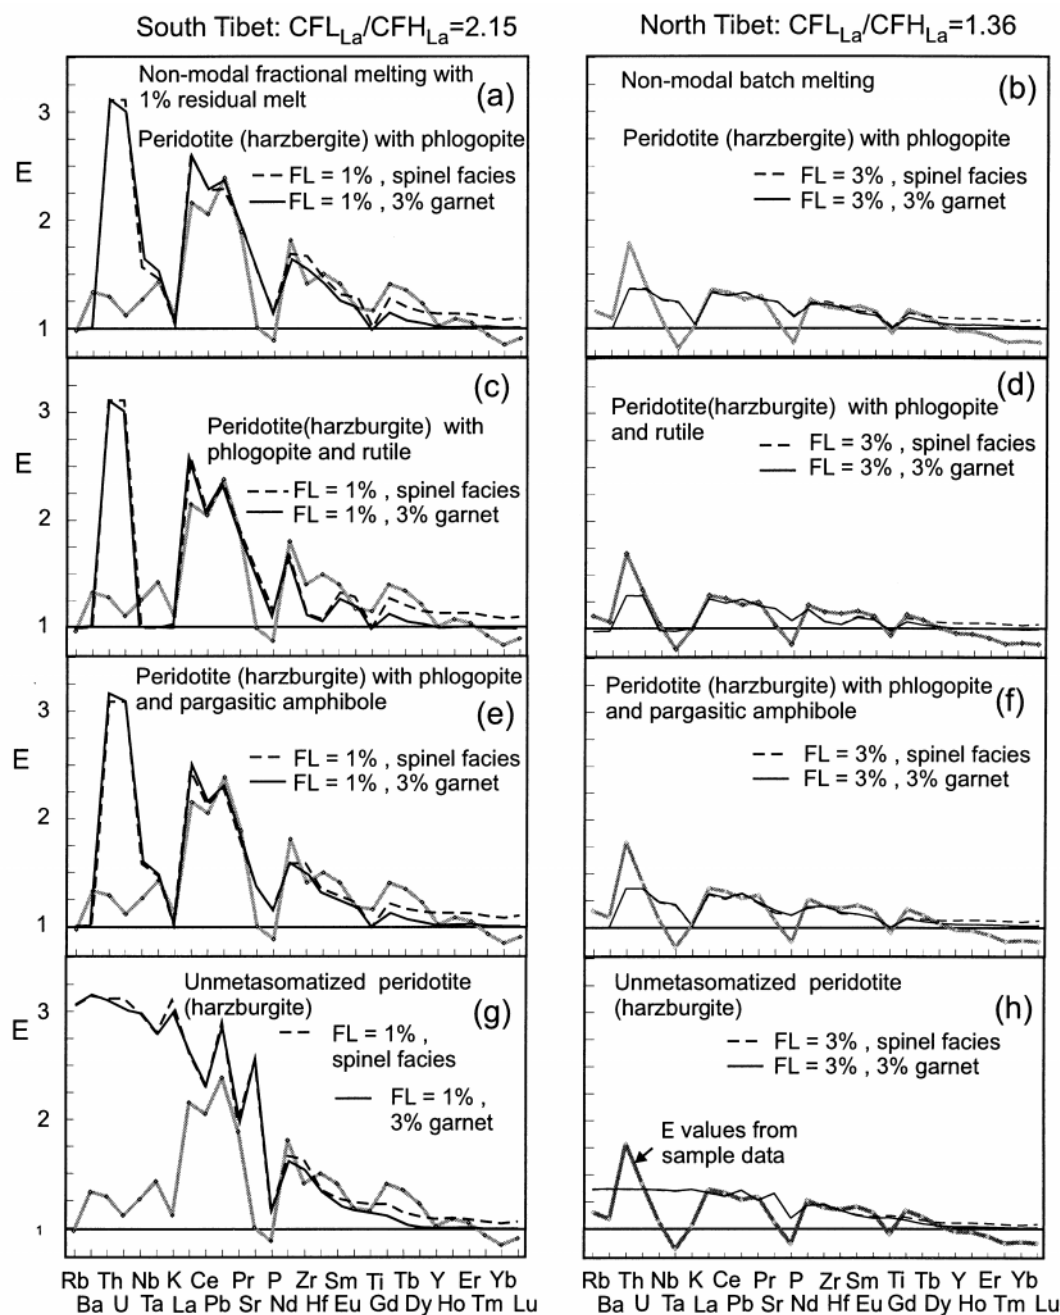 South Tibet: CFL_La/CFH_La=2.15
North Tibet: CFL_La/CFH_La=1.36
Non-modal fractional melting with
1% residual melt
(a)
Peridotite (harzbergite) with phlogopite
FL = 1% , spinel facies
FL = 1% , 3% garnet
3
E
2
1
Non-modal batch melting
(b)
Peridotite (harzbergite) with phlogopite
FL = 3% , spinel facies
FL = 3% , 3% garnet
(c)
Peridotite(harzburgite) with
phlogopite and rutile
FL = 1% , spinel facies
FL = 1% , 3% garnet
3
E
2
1
(d)
Peridotite(harzburgite) with phlogopite
and rutile
FL = 3% , spinel facies
FL = 3% , 3% garnet
Peridotite (harzburgite) with phlogopite
and pargasitic amphibole
(e)
FL = 1% , spinel facies
FL = 1% , 3% garnet
3
E
2
1
Peridotite (harzburgite) with phlogopite
and pargasitic amphibole
(f)
FL = 3% , spinel facies
FL = 3% , 3% garnet
Unmetasomatized peridotite
(harzburgite)
(g)
FL = 1% ,
spinel facies
FL = 1% ,
3% garnet
3
E
2
1
Unmetasomatized peridotite
(harzburgite)
(h)
FL = 3% , spinel facies
FL = 3% , 3% garnet
E values from
sample data
Rb Th Nb K Ce Pr P Zr Sm Ti Tb Y Er Yb
Ba U Ta La Pb Sr Nd Hf Eu Gd Dy Ho Tm Lu
Rb Th Nb K Ce Pr P Zr Sm Ti Tb Y Er Yb
Ba U Ta La Pb Sr Nd Hf Eu Gd Dy Ho Tm Lu